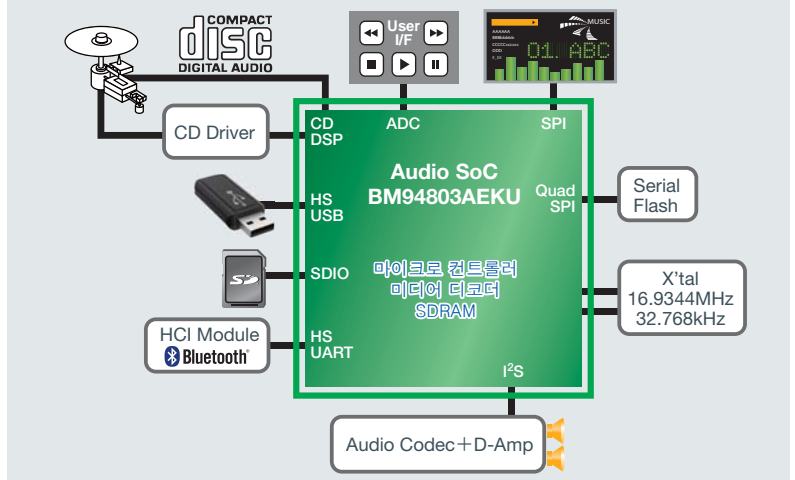 COMPACT
disc
DIGITAL AUDIO
User
I/F
MUSIC
AAAAAA
01. ABC
CD Driver
CD
DSP
ADC
SPI
Audio SoC
BM94803AEKU
HS
USB
Quad
SPI
Serial
Flash
SDIO
마이크로 컨트롤러
미디어 디코더
SDRAM
X'tal
16.9344MHz
32.768kHz
HCI Module
Bluetooth®
HS
UART
I²S
Audio Codec+D-Amp